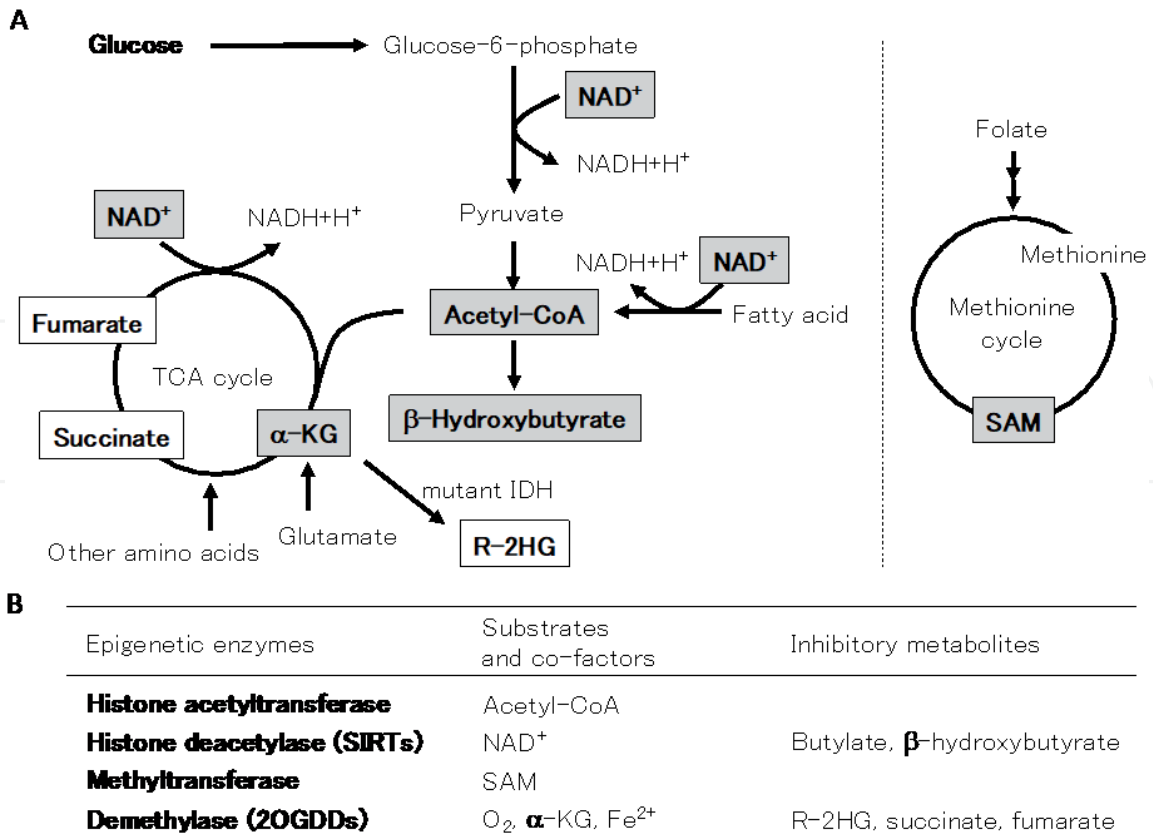 A
Glucose
Glucose-6-phosphate
NAD⁺
NADH+H⁺
Pyruvate
NAD⁺
NADH+H⁺
NADH+H⁺
NAD⁺
Acetyl-CoA
Fatty acid
Fumarate
TCA cycle
Succinate
α-KG
β-Hydroxybutyrate
mutant IDH
R-2HG
Glutamate
Other amino acids
Folate
Methionine
Methionine
cycle
SAM
B
Epigenetic enzymes
Substrates
and co-factors
Inhibitory metabolites
Histone acetyltransferase Acetyl-CoA
Histone deacetylase (SIRTs) NAD⁺ Butylate, β-hydroxybutyrate
Methyltransferase SAM
Demethylase (2OGDDs) O₂, α-KG, Fe²⁺ R-2HG, succinate, fumarate